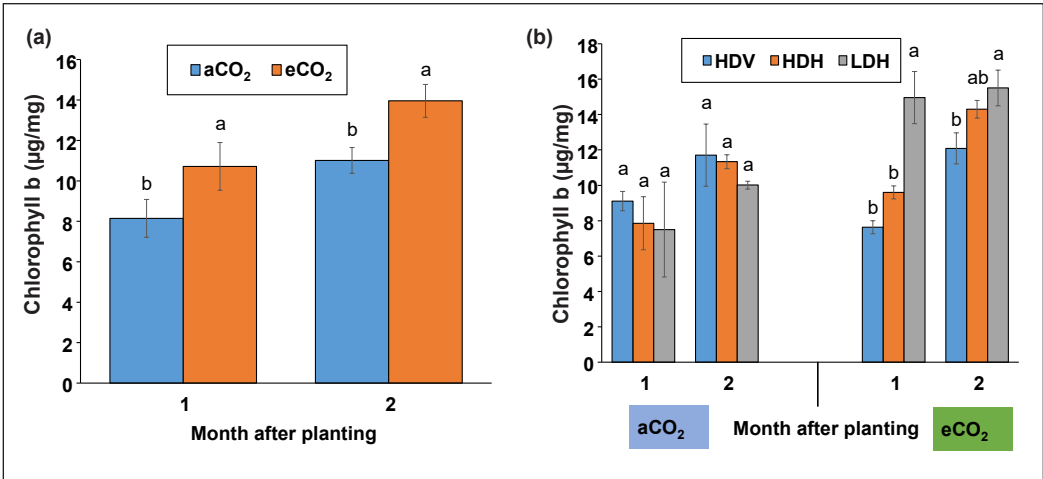 (a)
aCO₂ eCO₂
Chlorophyll b (µg/mg)
16
14
12
10
8
6
4
2
0
b
a
b
a
1 2
Month after planting
(b)
HDV HDH LDH
Chlorophyll b (µg/mg)
18
16
14
12
10
8
6
4
2
0
a a a
a a a
b b a
b ab a
1 2 1 2
aCO₂ Month after planting eCO₂